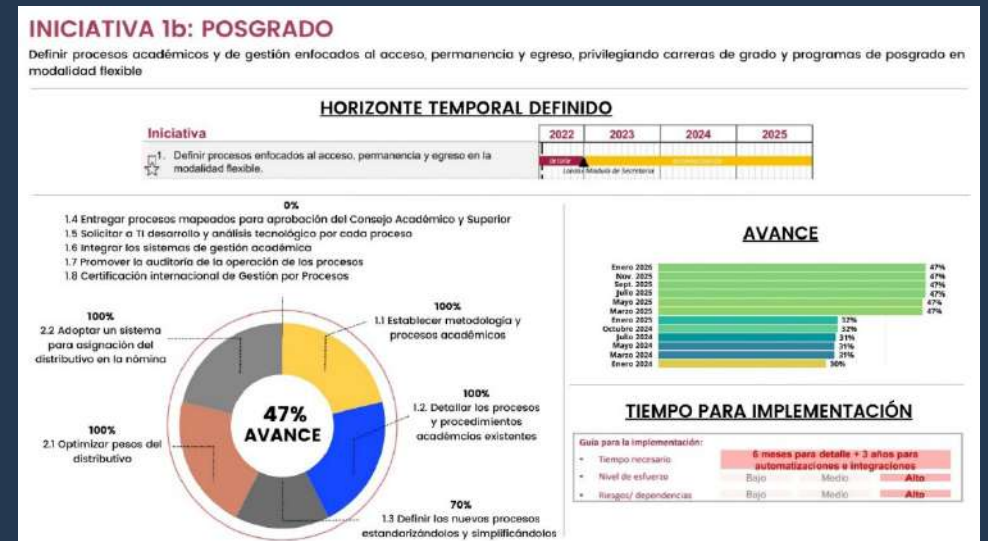 INICIATIVA 1b: POSGRADO
Definir procesos académicos y de gestión enfocados al acceso, permanencia y egreso, privilegiando carreras de grado y programas de posgrada en
modalidad flexible
HORIZONTE TEMPORAL DEFINIDO
Iniciativa 2022 2023 2024 2025
1. Definir procesos enfocados al acceso, permanencia y egreso en la
modalidad flexible.
Modulo de Secretaria
0%
1.4 Entregar procesos mapeados para aprobación del Consejo Académico y Superior
1.5 Solicitar a TI desarrollo y análisis tecnológico por cada proceso
1.6 Integrar los sistemas de gestión académica
1.7 Promover la auditoría de la operación de los procesos
1.8 Certificación internacional de Gestión por Procesos
100%
2.2 Adoptar un sistema
para asignación del
distributivo en la nómina
100%
1.1 Establecer metodología y
procesos académicos
100%
1.2. Detallar los procesos
y procedimientos
acadêmcias existentes
47%
AVANCE
100%
2.1 Optimizar pesos del
distributivo
70%
1.3 Definir los nuevos procesos
estandarizándolos y simplificándolos
AVANCE
Enero 2026 47%
Nov. 2025 47%
Sept. 2025 47%
Julio 2025 47%
Mayo 2025 47%
Marzo 2025 47%
Enero 2025 32%
Octubre 2024 32%
Julio 2024 31%
Mayo 2024 31%
Marzo 2024 31%
Enero 2024 30%
TIEMPO PARA IMPLEMENTACIÓN
Guía para la implementación:
• Tiempo necesario 6 meses para detalle + 3 años para
automatizaciones e integraciones
• Nivel de esfuerzo Bajo Medio Alto
• Riesgos/ dependencias Bajo Medio Alto